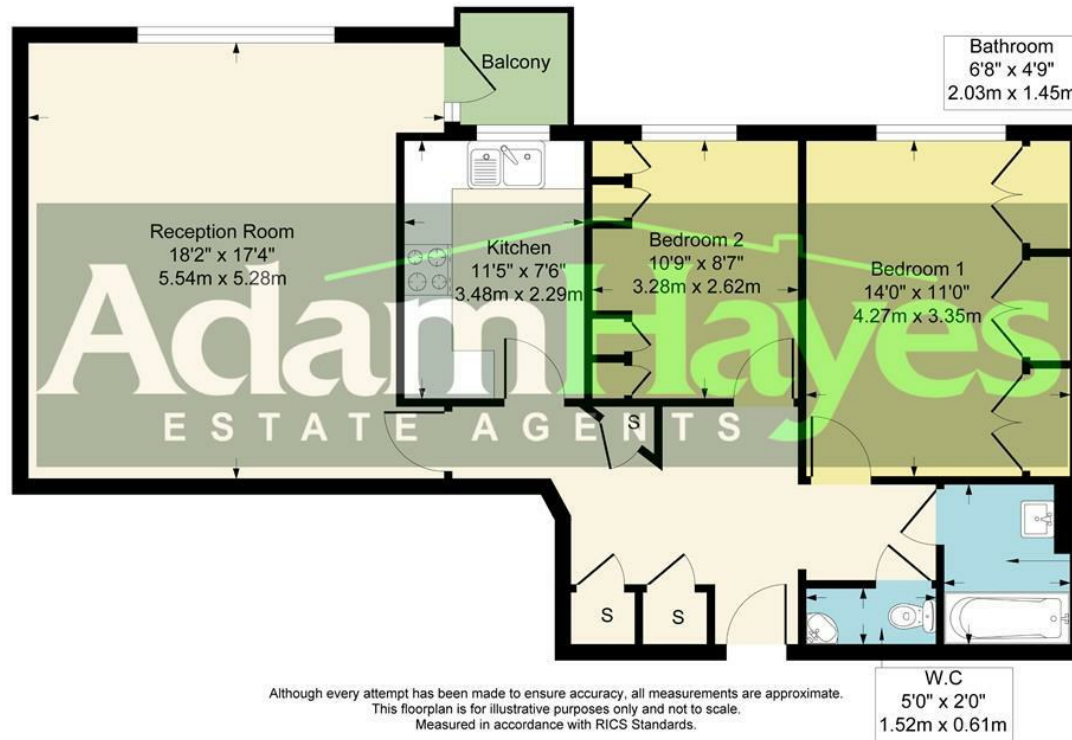 Balcony
Bathroom
6'8" x 4'9"
2.03m x 1.45m
Reception Room
18'2" x 17'4"
5.54m x 5.28m
Kitchen
11'5" x 7'6"
3.48m x 2.29m
Bedroom 2
10'9" x 8'7"
3.28m x 2.62m
Bedroom 1
14'0" x 11'0"
4.27m x 3.35m
AdamHayes
ESTATE AGENTS
S
S
S
W.C
5'0" x 2'0"
1.52m x 0.61m
Although every attempt has been made to ensure accuracy, all measurements are approximate.
This floorplan is for illustrative purposes only and not to scale.
Measured in accordance with RICS Standards.